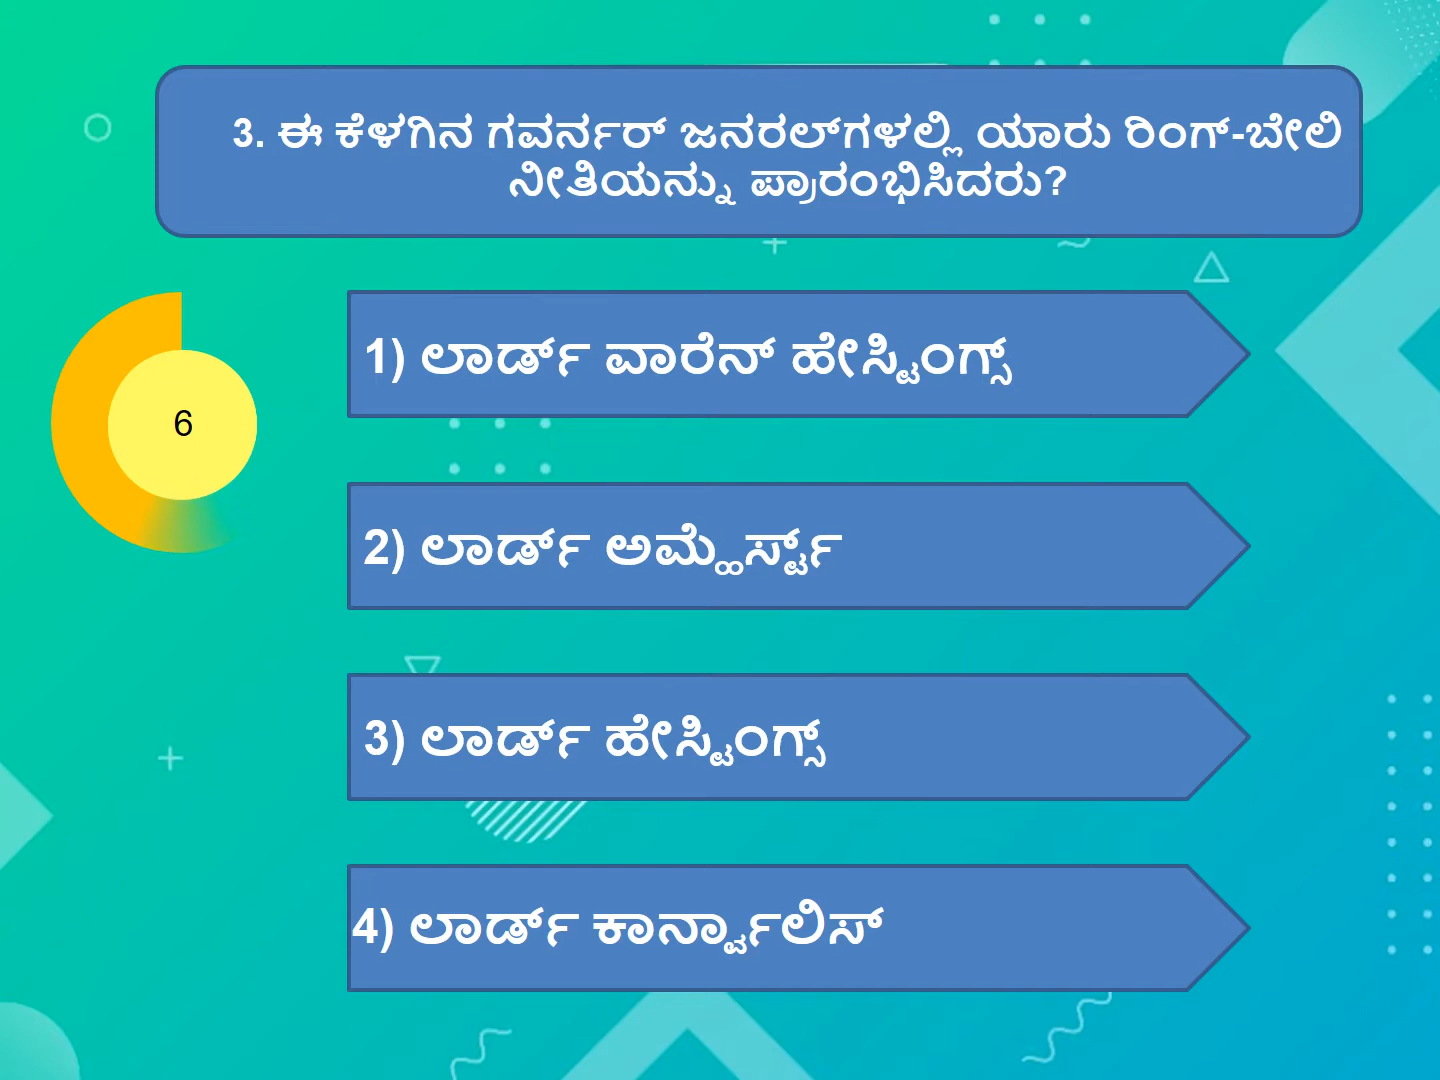 3. ಈ ಕೆಳಗಿನ ಗವರ್ನರ್ ಜನರಲ್‌ಗಳಲ್ಲಿ ಯಾರು ರಿಂಗ್-ಬೇಲಿ
ನೀತಿಯನ್ನು ಪ್ರಾರಂಭಿಸಿದರು?
1) ಲಾರ್ಡ್ ವಾರೆನ್ ಹೇಸ್ಟಿಂಗ್ಸ್
6
2) ಲಾರ್ಡ್ ಅಮ್ಹೆರ್ಸ್ಟ್
3) ಲಾರ್ಡ್ ಹೇಸ್ಟಿಂಗ್ಸ್
4) ಲಾರ್ಡ್ ಕಾರ್ನ್ವಾಲಿಸ್